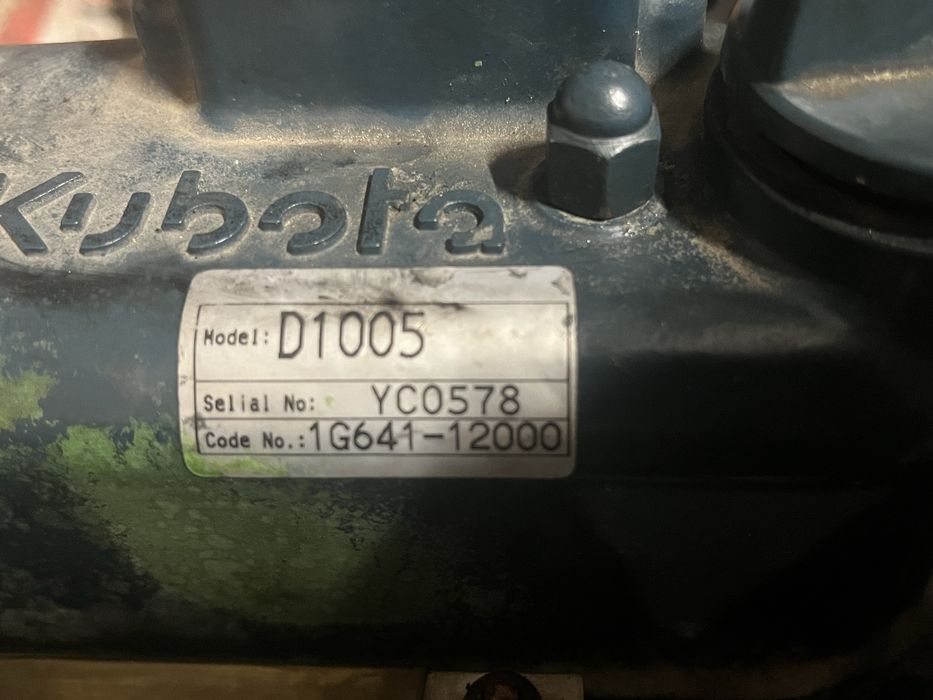 Kubota
Model: D1005
Selial No: YC0578
Code No.: 1G641-12000